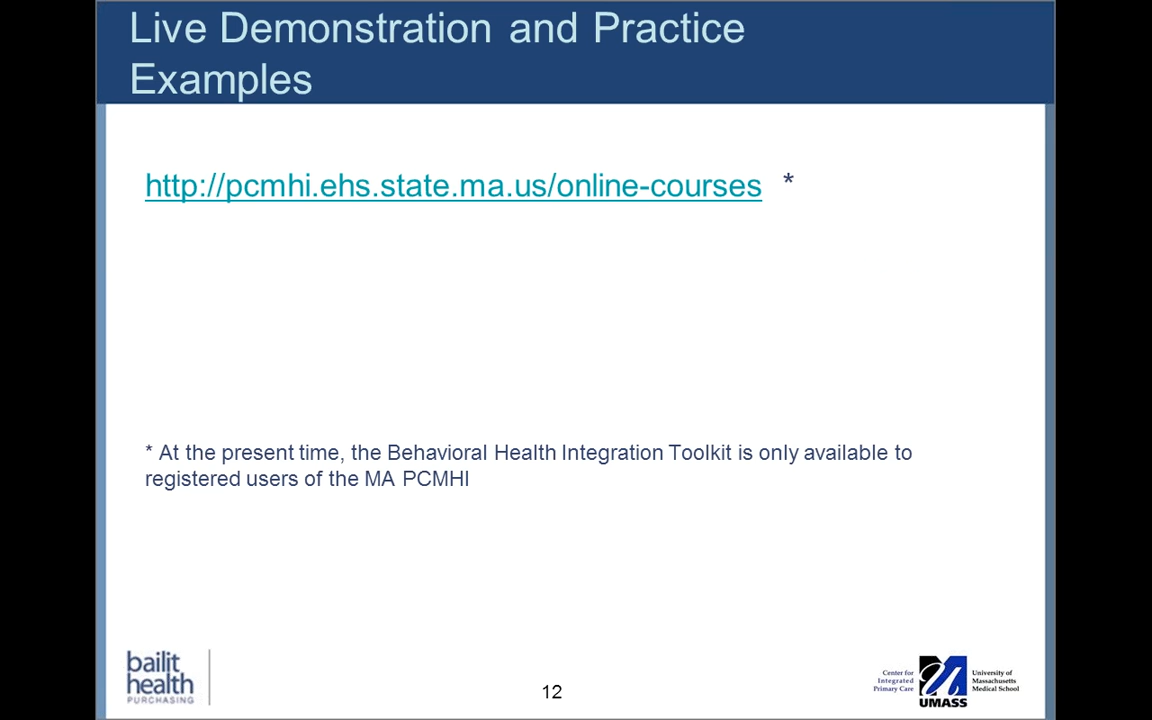 Live Demonstration and Practice
Examples
http://pcmhi.ehs.state.ma.us/online-courses *
* At the present time, the Behavioral Health Integration Toolkit is only available to
registered users of the MA PCMHI
bailit
health
PURCHASING
12
Center for
Integrated
Primary Care
UMASS
University of
Massachusetts
Medical School